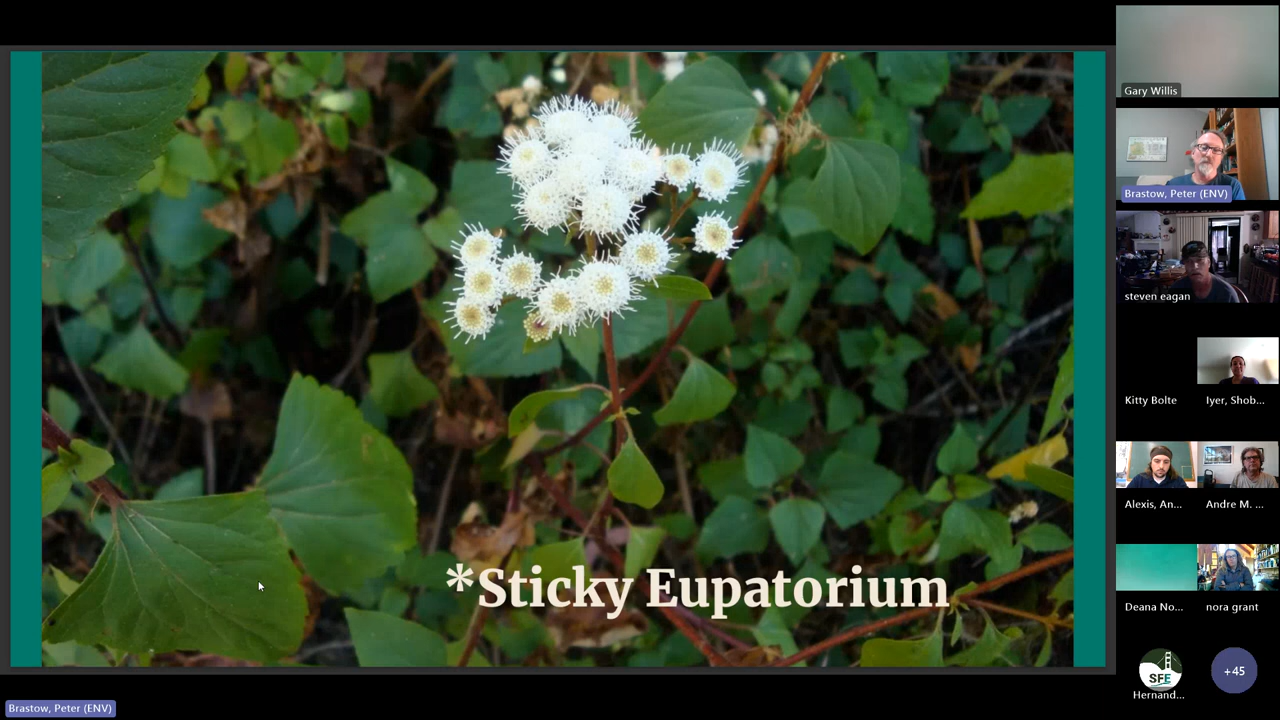 *Sticky Eupatorium
Gary Willis
Brastow, Peter (ENV)
steven eagan
Kitty Bolte
Iyer, Shob...
Alexis, An...
Andre M. ...
Deana No...
nora grant
SFE
Hernand...
+45
Brastow, Peter (ENV)